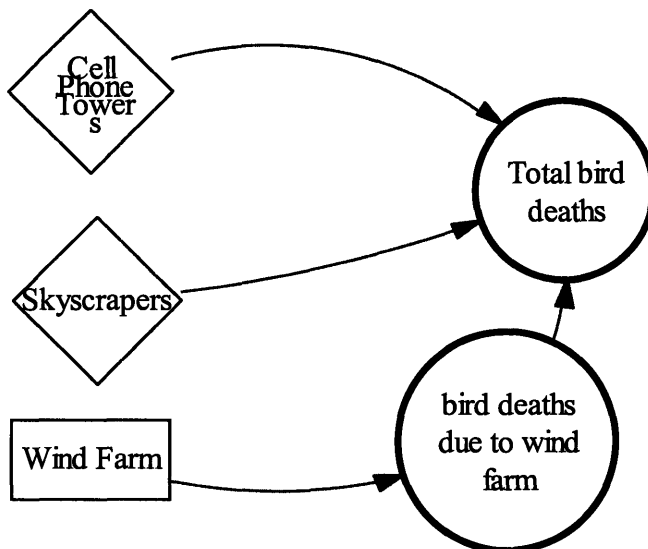 Cell
Phone
Tower
s
Total bird
deaths
Skyscrapers
bird deaths
due to wind
farm
Wind Farm